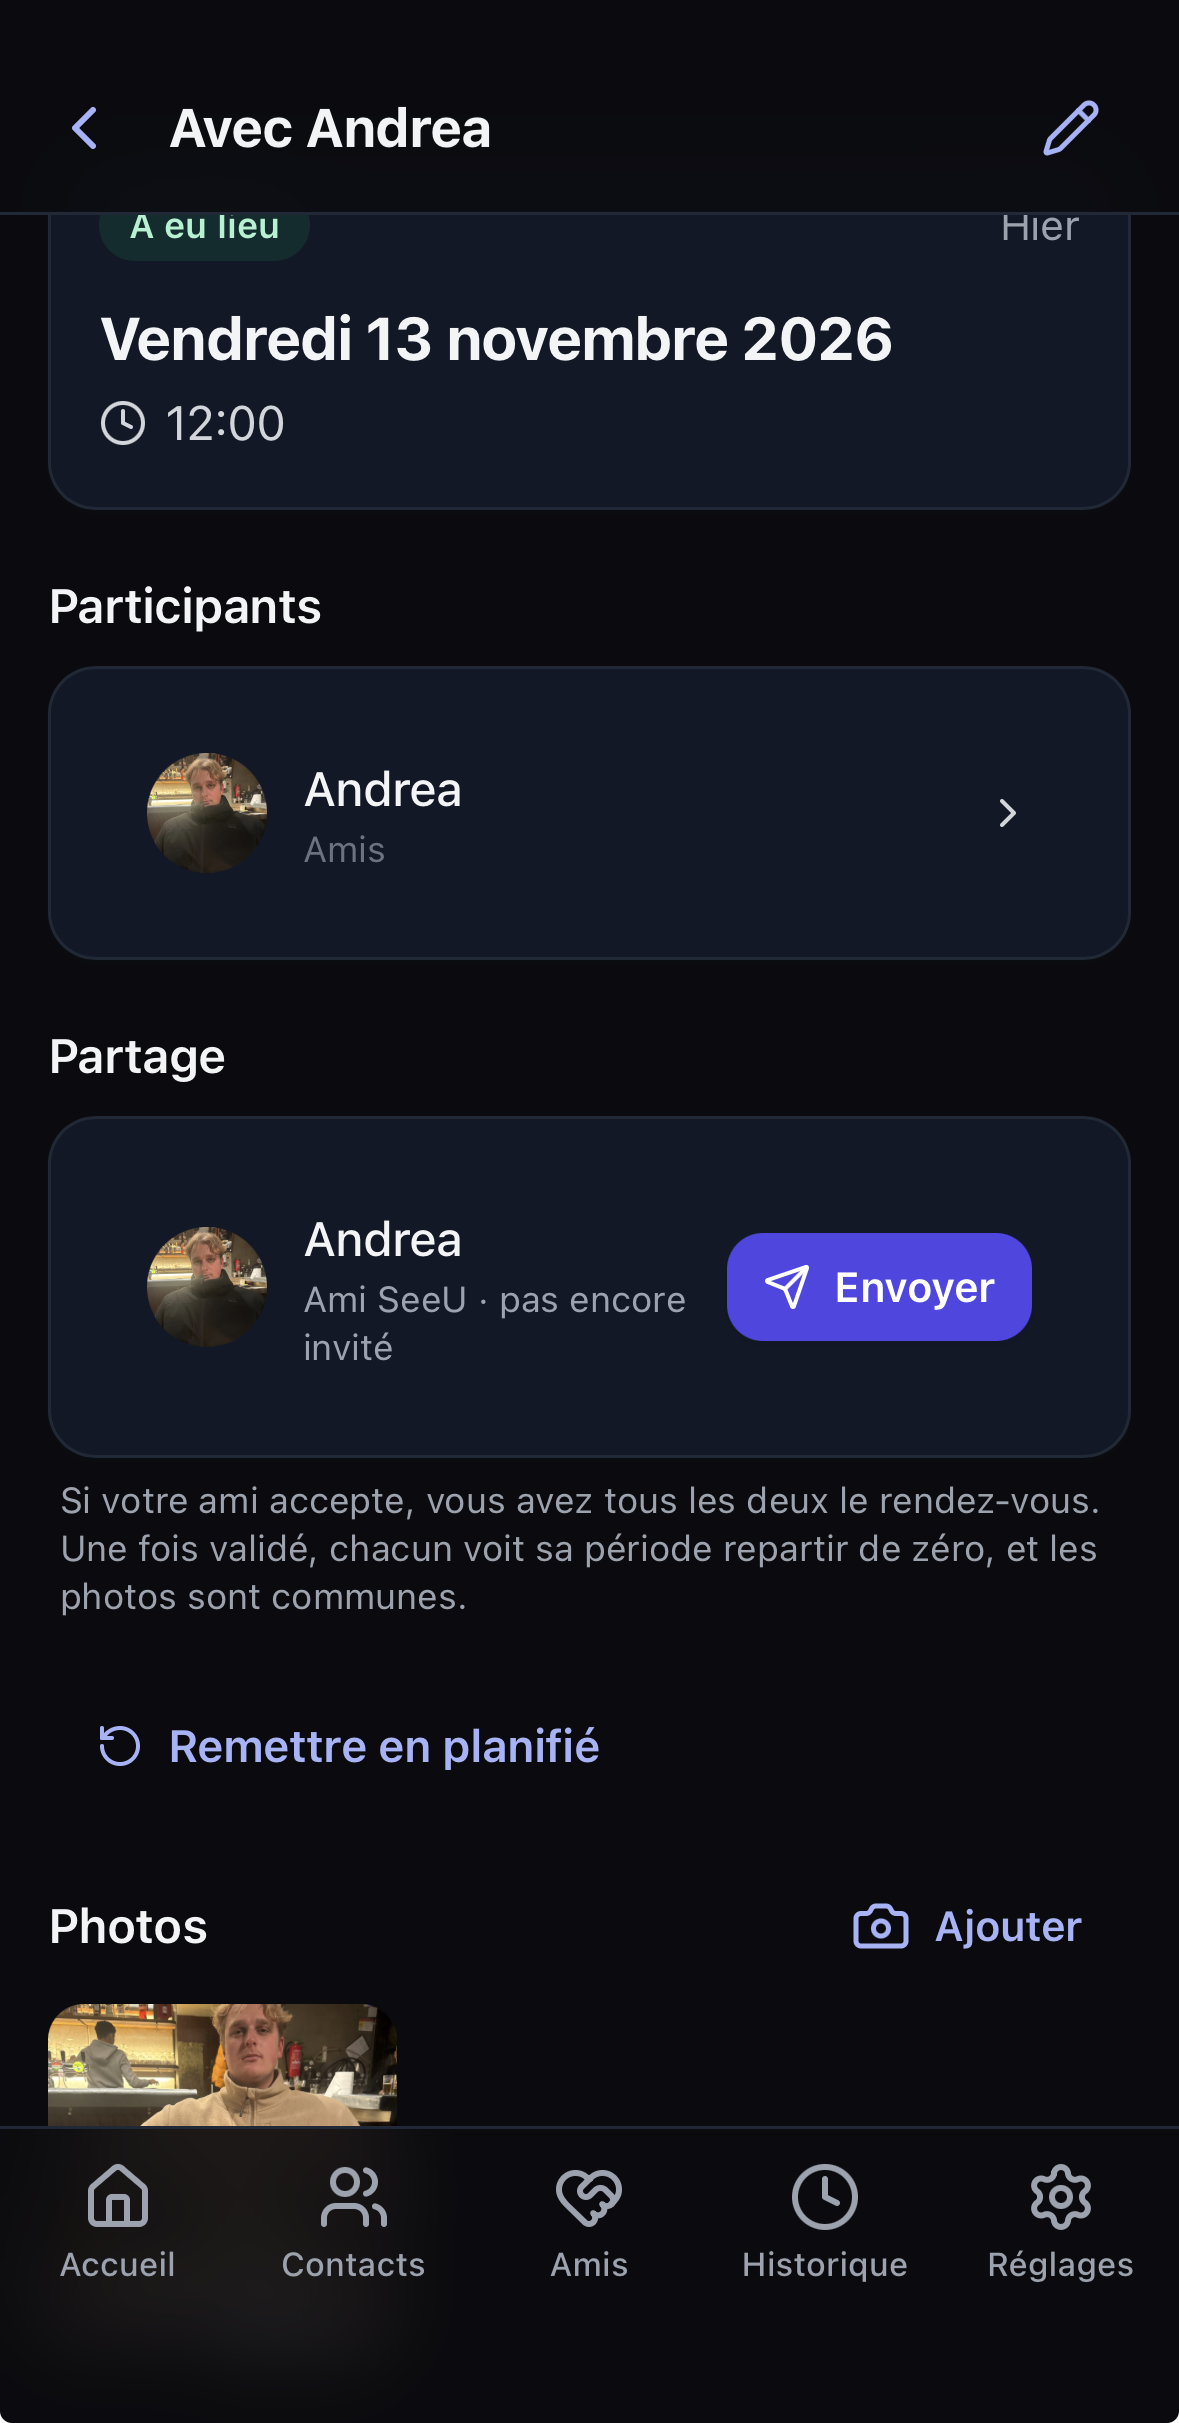 Avec Andrea
A eu lieu
Hier
Vendredi 13 novembre 2026
12:00
Participants
Andrea
Amis
Partage
Andrea
Ami SeeU · pas encore
invité
Envoyer
Si votre ami accepte, vous avez tous les deux le rendez-vous.
Une fois validé, chacun voit sa période repartir de zéro, et les
photos sont communes.
Remettre en planifié
Photos
Ajouter
Accueil
Contacts
Amis
Historique
Réglages